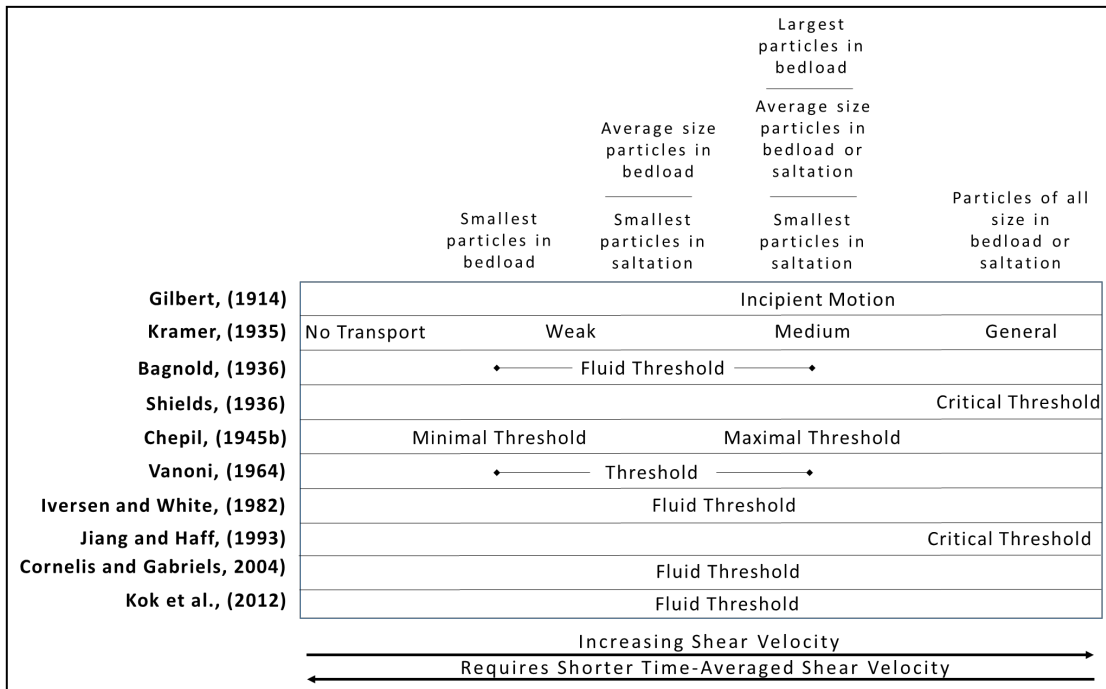 Smallest
particles in
bedload
Average size
particles in
bedload
Smallest
particles in
saltation
Largest
particles in
bedload
Average size
particles in
bedload or
saltation
Smallest
particles in
saltation
Particles of all
size in
bedload or
saltation
Gilbert, (1914) Incipient Motion
Kramer, (1935) No Transport Weak Medium General
Bagnold, (1936) Fluid Threshold
Shields, (1936) Critical Threshold
Chepil, (1945b) Minimal Threshold Maximal Threshold
Vanoni, (1964) Threshold
Iversen and White, (1982) Fluid Threshold
Jiang and Haff, (1993) Critical Threshold
Cornelis and Gabriels, 2004) Fluid Threshold
Kok et al., (2012) Fluid Threshold
Increasing Shear Velocity
Requires Shorter Time-Averaged Shear Velocity